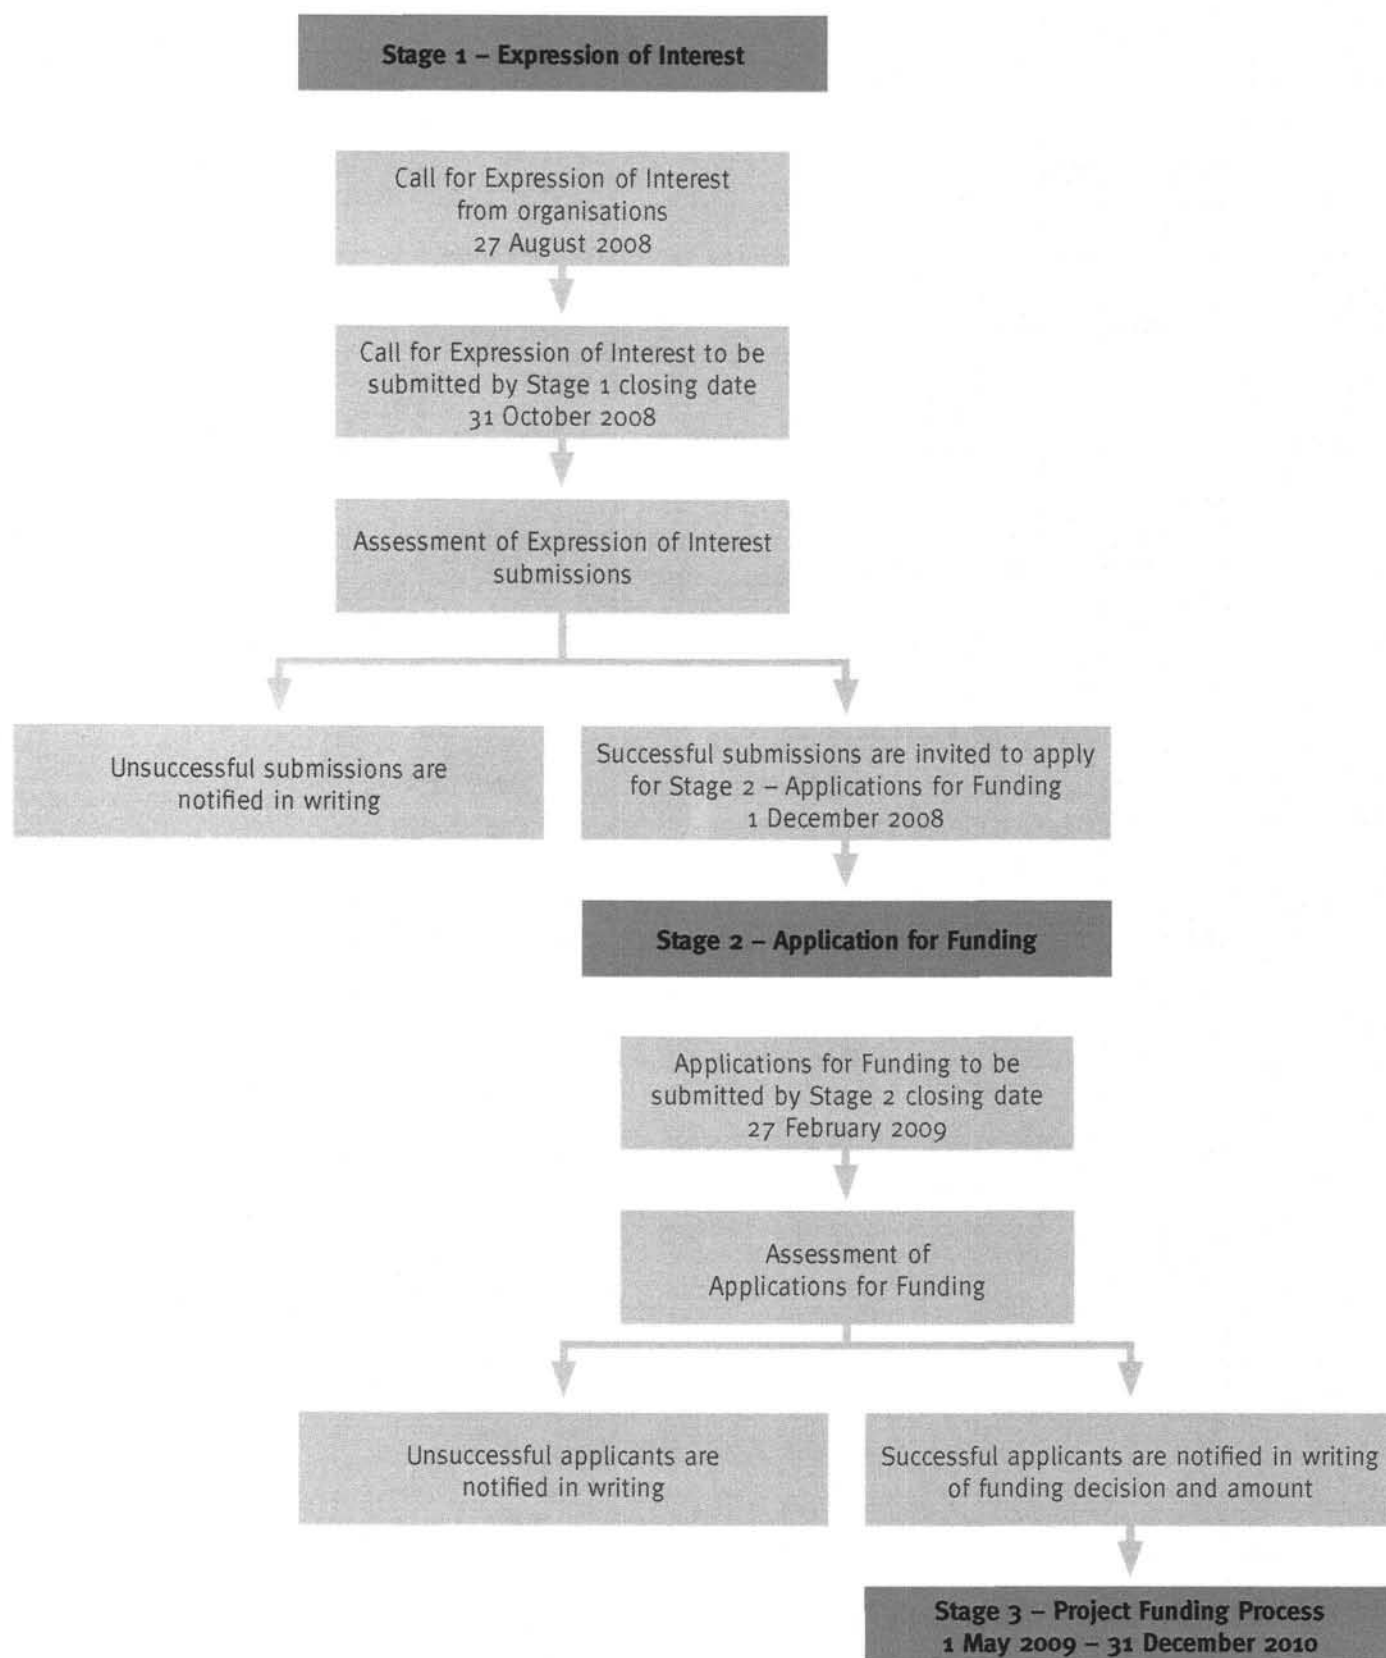 Stage 1 – Expression of Interest
Call for Expression of Interest
from organisations
27 August 2008
Call for Expression of Interest to be
submitted by Stage 1 closing date
31 October 2008
Assessment of Expression of Interest
submissions
Unsuccessful submissions are
notified in writing
Successful submissions are invited to apply
for Stage 2 – Applications for Funding
1 December 2008
Stage 2 – Application for Funding
Applications for Funding to be
submitted by Stage 2 closing date
27 February 2009
Assessment of
Applications for Funding
Unsuccessful applicants are
notified in writing
Successful applicants are notified in writing
of funding decision and amount
Stage 3 – Project Funding Process
1 May 2009 – 31 December 2010